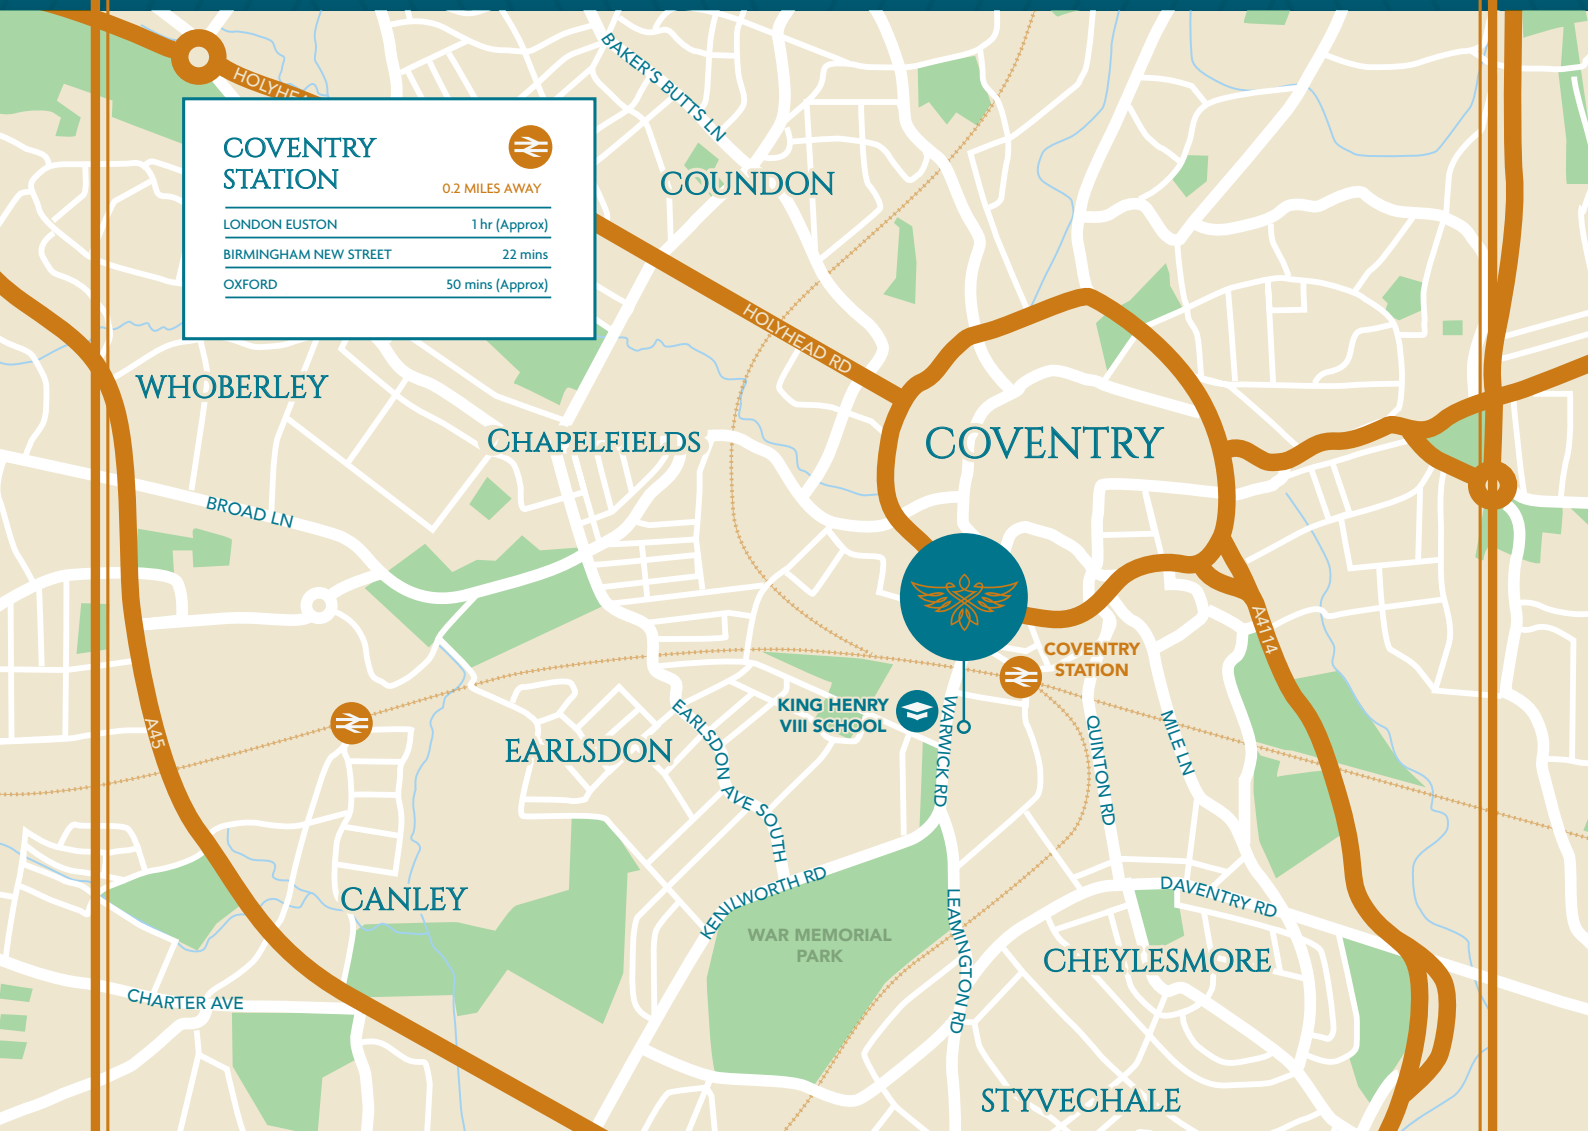 HOLYHEA
BAKER'S BUTTS LN
COVENTRY
STATION
0.2 MILES AWAY
LONDON EUSTON 1 hr (Approx)
BIRMINGHAM NEW STREET 22 mins
OXFORD 50 mins (Approx)
COUNDON
HOLYHEAD RD
WHOBERLEY
CHAPELFIELDS
COVENTRY
BROAD LN
A4114
COVENTRY
STATION
KING HENRY
VIII SCHOOL
WARWICK RD
A45
EARLSDON
EARLSDON AVE SOUTH
QUINTON RD
MILE LN
CANLEY
KENILWORTH RD
DAVENTRY RD
LEAMINGTON RD
WAR MEMORIAL
PARK
CHEYLESMORE
CHARTER AVE
STYVECHALE